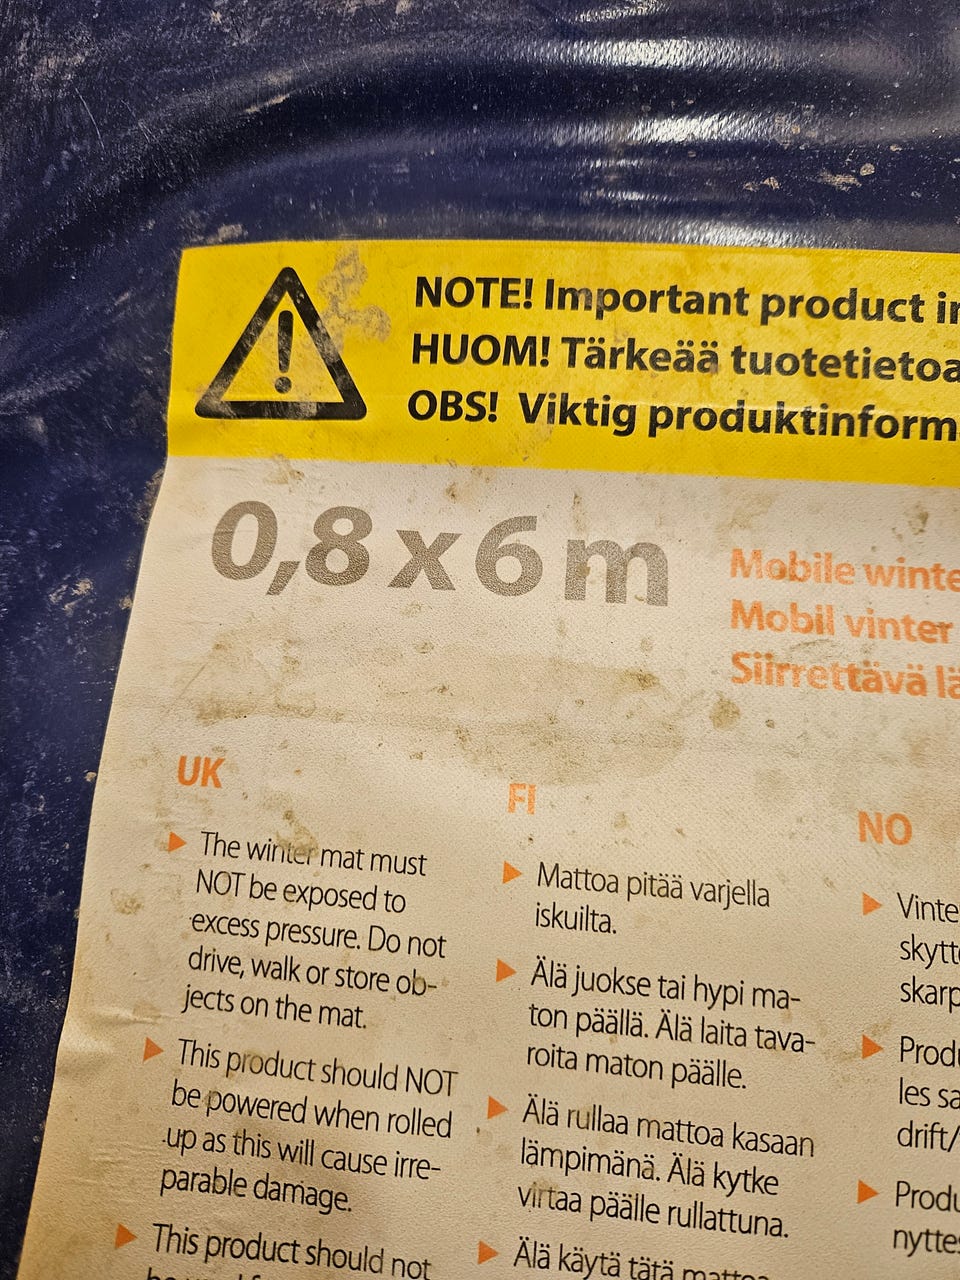 NOTE! Important product
HUOM! Tärkeää tuotetietoa
OBS! Viktig produktinform
0,8 x 6 m
Mobile winte
Mobil vinter
Siirrettävä lä
UK
The winter mat must
NOT be exposed to
excess pressure. Do not
drive, walk or store ob-
jects on the mat.
This product should NOT
be powered when rolled
up as this will cause irre-
parable damage.
This product should not
FI
Mattoa pitää varjella
iskuilta.
Älä juokse tai hypi ma-
ton päällä. Älä laita tava-
roita maton päälle.
Älä rullaa mattoa kasaan
lämpimänä. Älä kytke
virtaa päälle rullattuna.
Älä käytä tätä mattoa
NO
Vinte
skytte
skarp
Produ
les sa
drift/
Produ
nyttes